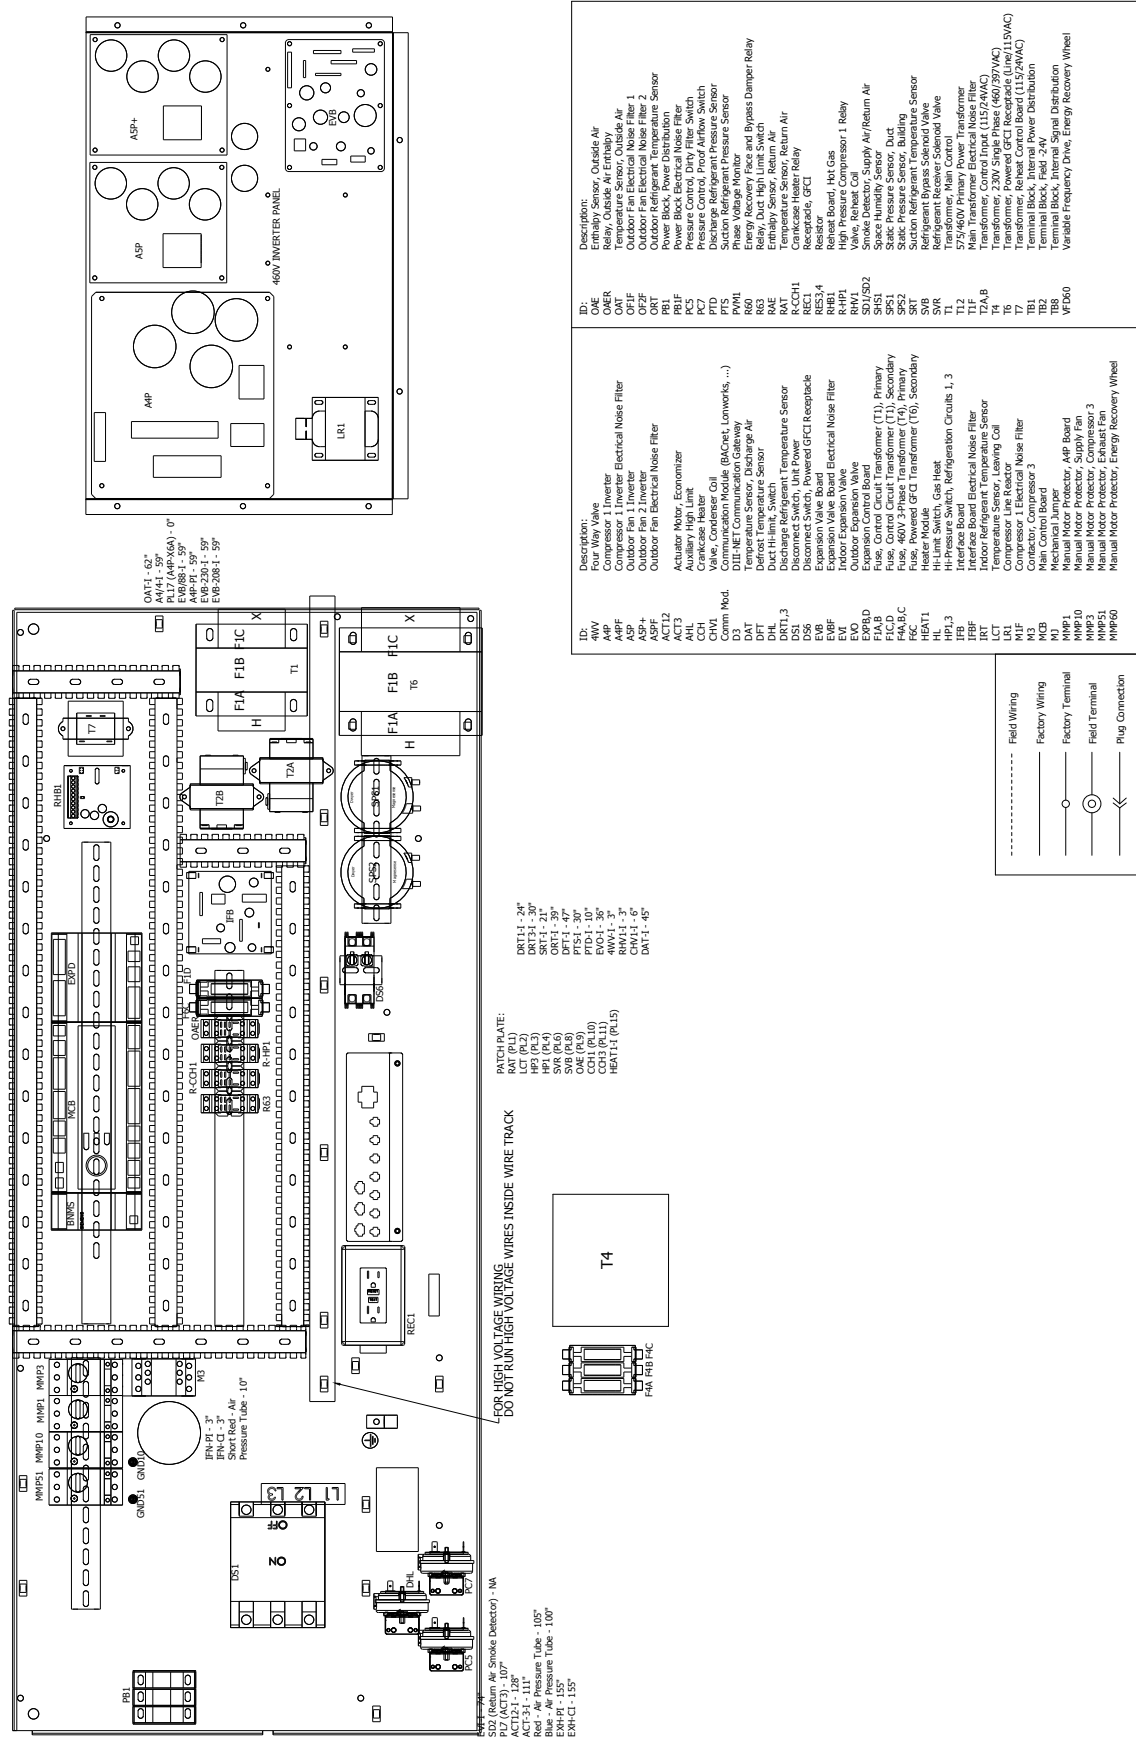 ID:	Description:
4WV	Four Way Valve
A4P	Compressor 1 Inverter
A4PF	Compressor 1 Inverter Electrical Noise Filter
A5P	Outdoor Fan 1 Inverter
A5P+	Outdoor Fan 2 Inverter
A5PF	Outdoor Fan Electrical Noise Filter
ACT12
ACT3	Actuator Motor, Economizer
AHL	Auxiliary High Limit
CCH	Crankcase Heater
CHV1	Valve, Condenser Coil
Comm Mod.	Communication Module (BACnet, Lonworks, ...)
D3	DIII-NET Communication Gateway
DAT	Temperature Sensor, Discharge Air
DFT	Defrost Temperature Sensor
DHL	Duct Hi-limit, Switch
DRT1,3	Discharge Refrigerant Temperature Sensor
DS1	Disconnect Switch, Unit Power
DS6	Disconnect Switch, Powered GFCI Receptacle
EVB	Expansion Valve Board
EVBF	Expansion Valve Board Electrical Noise Filter
EVI	Indoor Expansion Valve
EVO	Outdoor Expansion Valve
EXPB,D	Expansion Control Board
F1A,B	Fuse, Control Circuit Transformer (T1), Primary
F1C,D	Fuse, Control Circuit Transformer (T1), Secondary
F4A,B,C	Fuse, 460V 3-Phase Transformer (T4), Primary
F6C	Fuse, Powered GFCI Transformer (T6), Secondary
HEAT1	Heater Module
HL	Hi-Limit Switch, Gas Heat
HP1,3	Hi-Pressure Switch, Refrigeration Circuits 1, 3
IFB	Interface Board
IFBF	Interface Board Electrical Noise Filter
IRT	Indoor Refrigerant Temperature Sensor
LCT	Temperature Sensor, Leaving Coil
LR1	Compressor Line Reactor
M1F	Compressor 1 Electrical Noise Filter
M3	Contactor, Compressor 3
MCB	Main Control Board
MJ	Mechanical Jumper
MMP1	Manual Motor Protector, A4P Board
MMP10	Manual Motor Protector, Supply Fan
MMP3	Manual Motor Protector, Compressor 3
MMP51	Manual Motor Protector, Exhaust Fan
MMP60	Manual Motor Protector, Energy Recovery Wheel
ID:	Description:
OAE	Enthalpy Sensor, Outside Air
OAER	Relay, Outside Air Enthalpy
OAT	Temperature Sensor, Outside Air
OF1F	Outdoor Fan Electrical Noise Filter 1
OF2F	Outdoor Fan Electrical Noise Filter 2
ORT	Outdoor Refrigerant Temperature Sensor
PB1	Power Block, Power Distribution
PB1F	Power Block Electrical Noise Filter
PC5	Pressure Control, Dirty Filter Switch
PC7	Pressure Control, Proof Airflow Switch
PTD	Discharge Refrigerant Pressure Sensor
PTS	Suction Refrigerant Pressure Sensor
PVM1	Phase Voltage Monitor
R60	Energy Recovery Face and Bypass Damper Relay
R63	Relay, Duct High Limit Switch
RAE	Enthalpy Sensor, Return Air
RAT	Temperature Sensor, Return Air
R-CCH1	Crankcase Heater Relay
REC1	Receptacle, GFCI
RES3,4	Resistor
RHB1	Reheat Board, Hot Gas
R-HP1	High Pressure Compressor 1 Relay
RHV1	Valve, Reheat Coil
SD1/SD2	Smoke Detector, Supply Air/Return Air
SHS1	Space Humidity Sensor
SPS1	Static Pressure Sensor, Duct
SPS2	Static Pressure Sensor, Building
SRT	Suction Refrigerant Temperature Sensor
SVB	Refrigerant Bypass Solenoid Valve
SVR	Refrigerant Receiver Solenoid Valve
T1	Transformer, Main Control
T12	575/460V Primary Power Transformer
T1F	Main Transformer Electrical Noise Filter
T2A,B	Transformer, Control Input (115/24VAC)
T4	Transformer, 230V Single Phase (460/397VAC)
T6	Transformer, Powered GFCI Receptacle (Line/115VAC)
T7	Transformer, Reheat Control Board (115/24VAC)
TB1	Terminal Block, Internal Power Distribution
TB2	Terminal Block, Field -24V
TB8	Terminal Block, Internal Signal Distribution
VFD60	Variable Frequency Drive, Energy Recovery Wheel
Field Wiring
Factory Wiring
Factory Terminal
Field Terminal
Plug Connection
A5P+
EVB
A5P
460V INVERTER PANEL
A4P
LR1
OAT-I - 62"
A4/4-I - 59"
PL17 (A4P-X6A) - 0"
EVB/88-I - 59"
A4P-PI - 59"
EVB-230-I - 59"
EVB-208-I - 59"
T7
RHB1
F1A F1B F1C
H X
T1
F1A F1B F1C
H X
T6
T2B
T2A
SPS1
SPS2
EXPD
MCB
BNMS
IFB
F1D
OAER
R-HP1
R-CCH1
R63
DS6
REC1
DRT1-I - 24"
DRT3-I - 30"
SRT-I - 21"
ORT-I - 39"
DFT-I - 47"
PTS-I - 30"
PTD-I - 10"
EVO-I - 36"
4WV-I - 3"
RHV1-I - 3"
CHV1-I - 6"
DAT-I - 45"
PATCH PLATE:
RAT (PL1)
LCT (PL2)
HP3 (PL3)
HP1 (PL4)
SVR (PL6)
SVB (PL8)
OAE (PL9)
CCH1 (PL10)
CCH3 (PL11)
HEAT1-I (PL15)
FOR HIGH VOLTAGE WIRING
DO NOT RUN HIGH VOLTAGE WIRES INSIDE WIRE TRACK
T4
F4A F4B F4C
MMP51 MMP10 MMP1 MMP3
M3
GND51 GND10
IFN-PI - 3"
IFN-CI - 3"
Short Red - Air
Pressure Tube - 10"
DS1
ON
OFF
L1 L2 L3
DHL
PC7
PC5
PB1
SD2 (Return Air Smoke Detector) - NA
PL7 (ACT3) - 107"
ACT12-I - 128"
ACT-3-I - 111"
Red - Air Pressure Tube - 105"
Blue - Air Pressure Tube - 100"
EXH-PI - 155"
EXH-CI - 155"